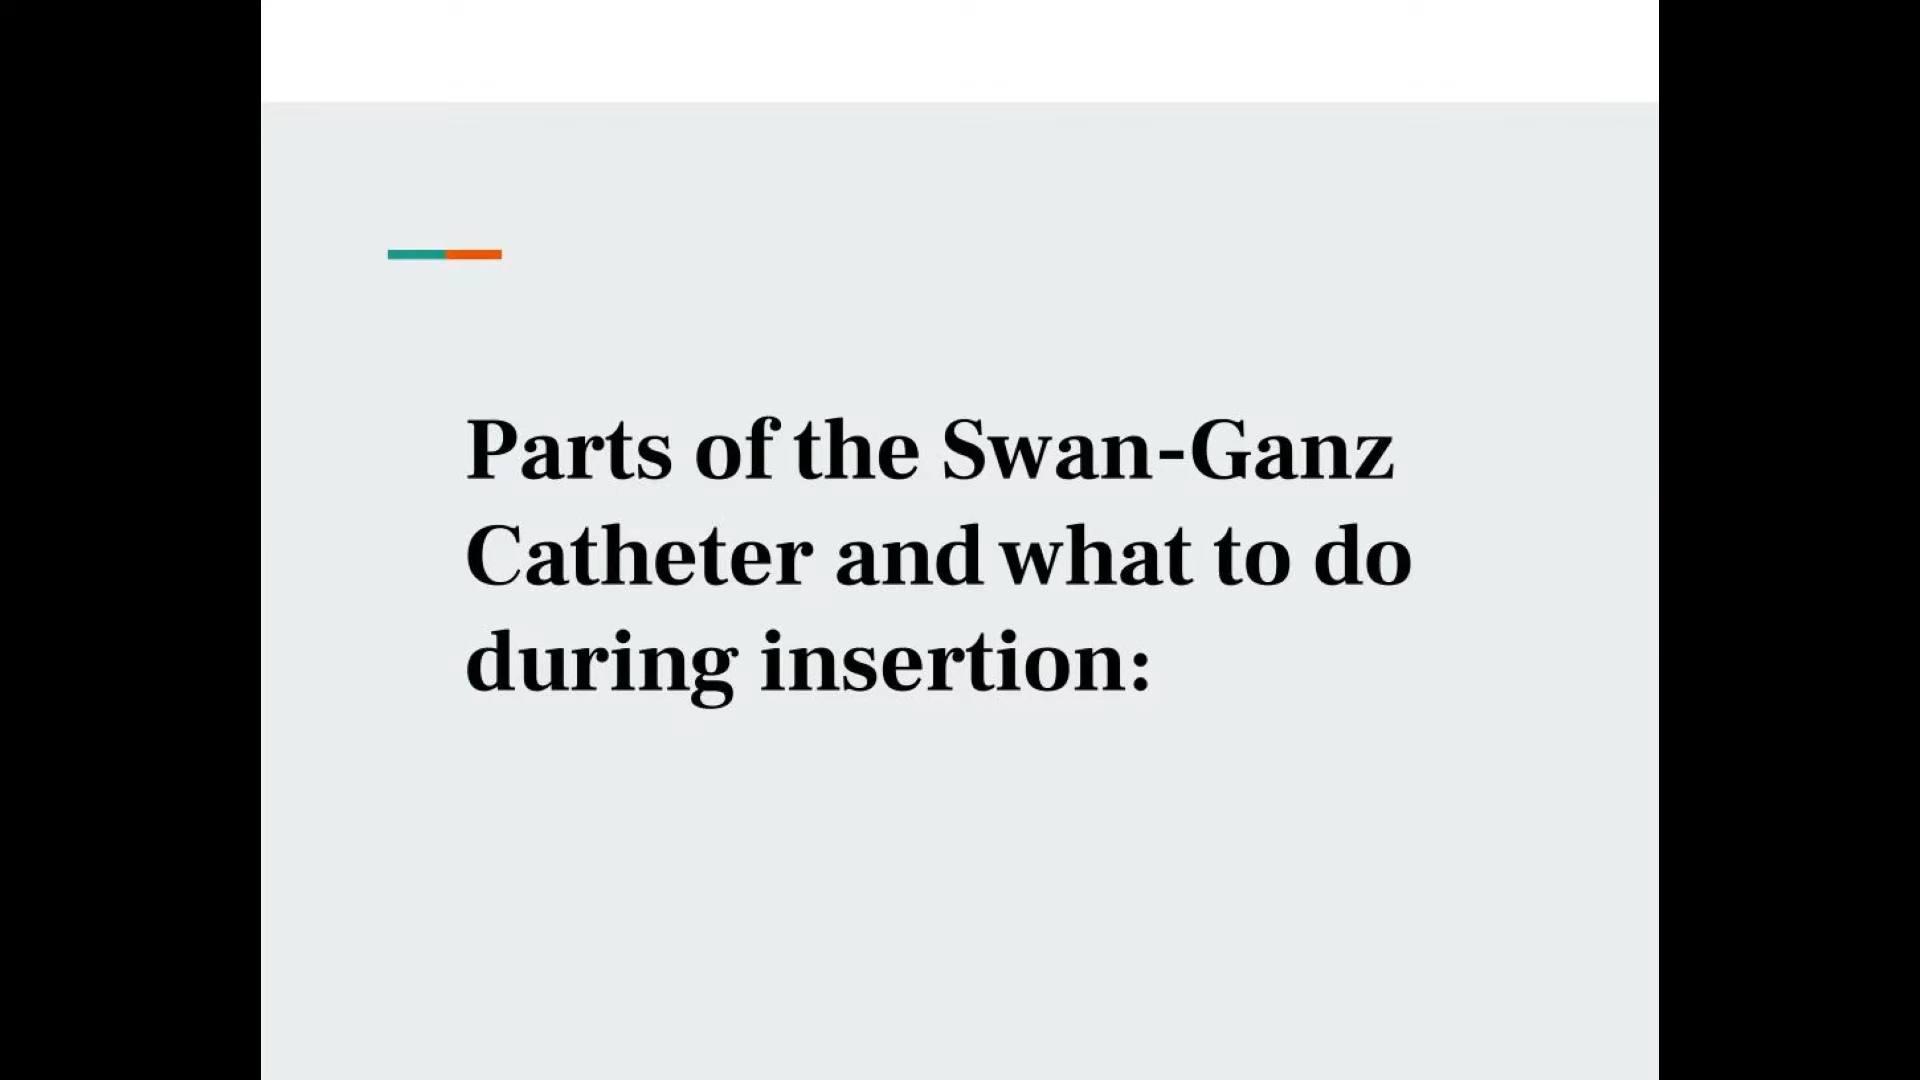 Parts of the Swan-Ganz
Catheter and what to do
during insertion: